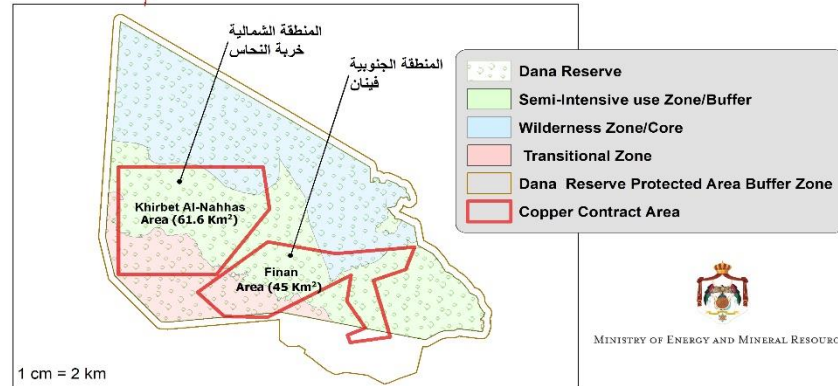 المنطقة الشمالية
خربة النحاس
المنطقة الجنوبية
فينان
Khirbet Al-Nahhas
Area (61.6 Km²)
Finan
Area (45 Km²)
1 cm = 2 km
Dana Reserve
Semi-Intensive use Zone/Buffer
Wilderness Zone/Core
Transitional Zone
Dana Reserve Protected Area Buffer Zone
Copper Contract Area
MINISTRY OF ENERGY AND MINERAL RESOURC